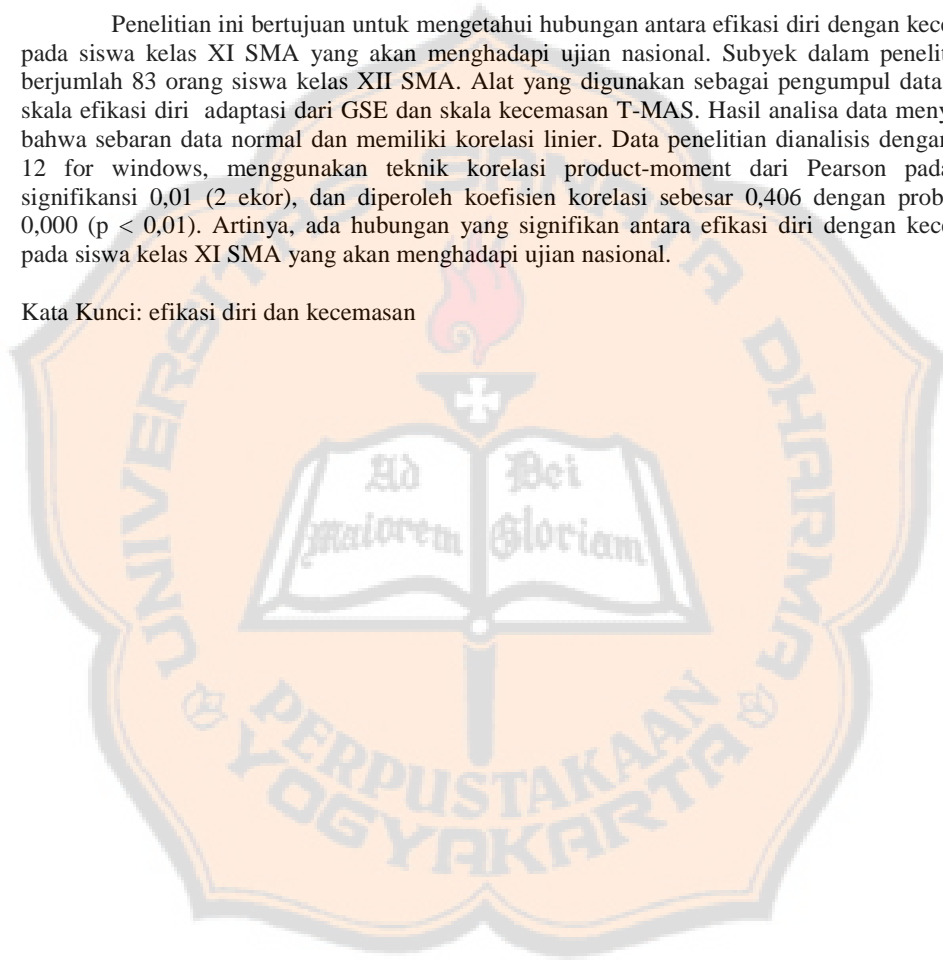 Penelitian ini bertujuan untuk mengetahui hubungan antara efikasi diri dengan kece
pada siswa kelas XI SMA yang akan menghadapi ujian nasional. Subyek dalam penelit
berjumlah 83 orang siswa kelas XII SMA. Alat yang digunakan sebagai pengumpul data
skala efikasi diri adaptasi dari GSE dan skala kecemasan T-MAS. Hasil analisa data meny
bahwa sebaran data normal dan memiliki korelasi linier. Data penelitian dianalisis dengan
12 for windows, menggunakan teknik korelasi product-moment dari Pearson pada
signifikansi 0,01 (2 ekor), dan diperoleh koefisien korelasi sebesar 0,406 dengan prob
0,000 (p < 0,01). Artinya, ada hubungan yang signifikan antara efikasi diri dengan kece
pada siswa kelas XI SMA yang akan menghadapi ujian nasional.
Kata Kunci: efikasi diri dan kecemasan
UNIVERSITAS SANATA DHARMA
Ad Dei
Maiorem Gloriam
PERPUSTAKAAN
YOGYAKARTA